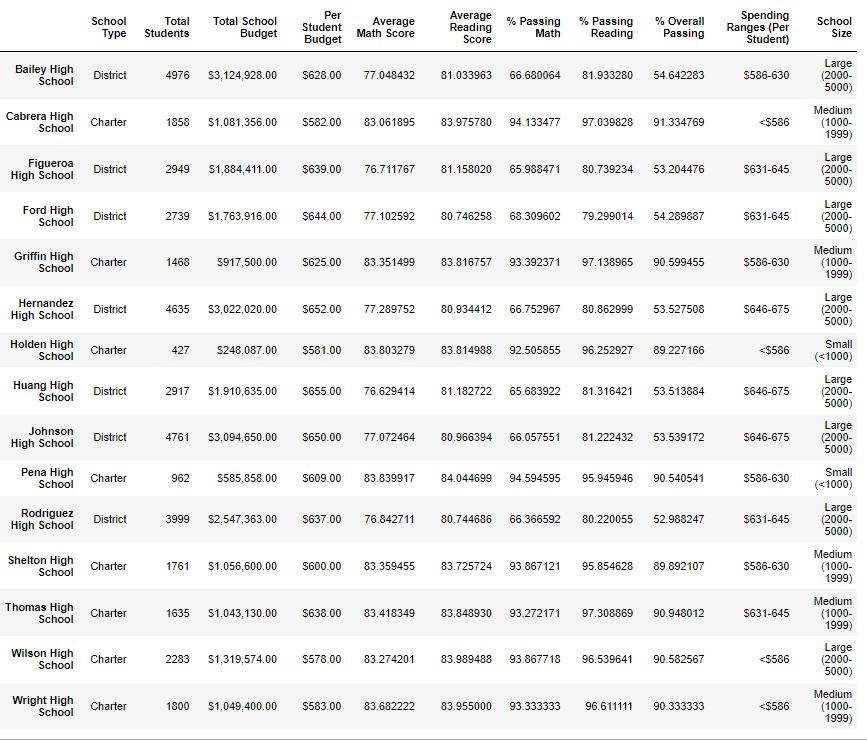 School Type Total Students Total School Budget Per Student Budget Average Math Score Average Reading Score % Passing Math % Passing Reading % Overall Passing Spending Ranges (Per Student) School Size
Bailey High School District 4976 $3,124,928.00 $628.00 77.048432 81.033963 66.680064 81.933280 54.642283 $586-630 Large (2000-5000)
Cabrera High School Charter 1858 $1,081,356.00 $582.00 83.061895 83.975780 94.133477 97.039828 91.334769 <$586 Medium (1000-1999)
Figueroa High School District 2949 $1,884,411.00 $639.00 76.711767 81.158020 65.988471 80.739234 53.204476 $631-645 Large (2000-5000)
Ford High School District 2739 $1,763,916.00 $644.00 77.102592 80.746258 68.309602 79.299014 54.289887 $631-645 Large (2000-5000)
Griffin High School Charter 1468 $917,500.00 $625.00 83.351499 83.816757 93.392371 97.138965 90.599455 $586-630 Medium (1000-1999)
Hernandez High School District 4635 $3,022,020.00 $652.00 77.289752 80.934412 66.752967 80.862999 53.527508 $646-675 Large (2000-5000)
Holden High School Charter 427 $248,087.00 $581.00 83.803279 83.814988 92.505855 96.252927 89.227166 <$586 Small (<1000)
Huang High School District 2917 $1,910,635.00 $655.00 76.629414 81.182722 65.683922 81.316421 53.513884 $646-675 Large (2000-5000)
Johnson High School District 4761 $3,094,650.00 $650.00 77.072464 80.966394 66.057551 81.222432 53.539172 $646-675 Large (2000-5000)
Pena High School Charter 962 $585,858.00 $609.00 83.839917 84.044699 94.594595 95.945946 90.540541 $586-630 Small (<1000)
Rodriguez High School District 3999 $2,547,363.00 $637.00 76.842711 80.744686 66.366592 80.220055 52.988247 $631-645 Large (2000-5000)
Shelton High School Charter 1761 $1,056,600.00 $600.00 83.359455 83.725724 93.867121 95.854628 89.892107 $586-630 Medium (1000-1999)
Thomas High School Charter 1635 $1,043,130.00 $638.00 83.418349 83.848930 93.272171 97.308869 90.948012 $631-645 Medium (1000-1999)
Wilson High School Charter 2283 $1,319,574.00 $578.00 83.274201 83.989488 93.867718 96.539641 90.582567 <$586 Large (2000-5000)
Wright High School Charter 1800 $1,049,400.00 $583.00 83.682222 83.955000 93.333333 96.611111 90.333333 <$586 Medium (1000-1999)